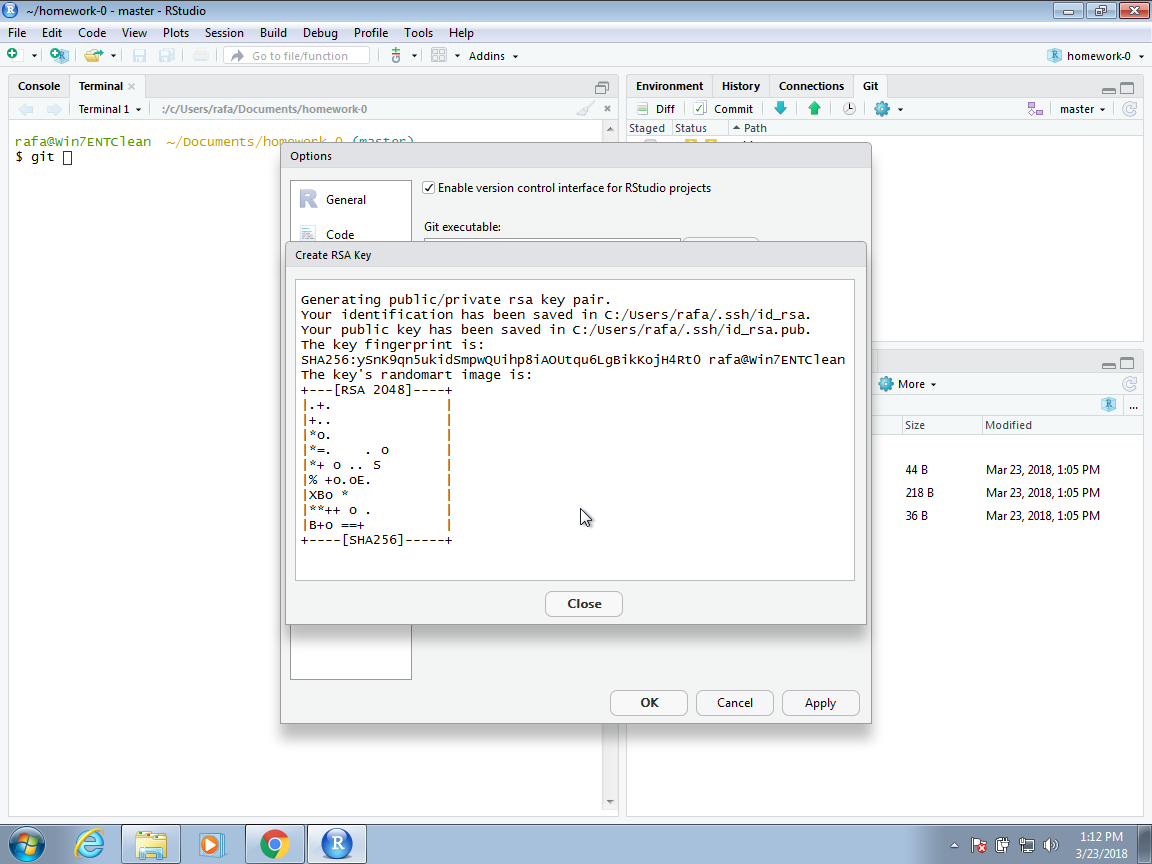 ~/homework-0 - master - RStudio
File Edit Code View Plots Session Build Debug Profile Tools Help
Go to file/function Addins homework-0
Console Terminal
Terminal 1 :/c/Users/rafa/Documents/homework-0
rafa@Win7ENTClean ~/Documents/homework-0 (master)
$ git
Environment History Connections Git
Diff Commit master
Staged Status Path
Options
General
Code
Enable version control interface for RStudio projects
Git executable:
Create RSA Key
Generating public/private rsa key pair.
Your identification has been saved in C:/Users/rafa/.ssh/id_rsa.
Your public key has been saved in C:/Users/rafa/.ssh/id_rsa.pub.
The key fingerprint is:
SHA256:ySnK9qn5ukidSmpwQUihp8iAOUtqu6LgBikKojH4Rt0 rafa@Win7ENTClean
The key's randomart image is:
+---[RSA 2048]----+
|.+.              |
|+..              |
|*o.              |
|*=.    . o       |
|*+ o .. S        |
|% +o.oE.         |
|XBo *            |
|**++ o .         |
|B+o ==+          |
+----[SHA256]-----+
Close
OK Cancel Apply
More
...
Size Modified
44 B Mar 23, 2018, 1:05 PM
218 B Mar 23, 2018, 1:05 PM
36 B Mar 23, 2018, 1:05 PM
1:12 PM
3/23/2018